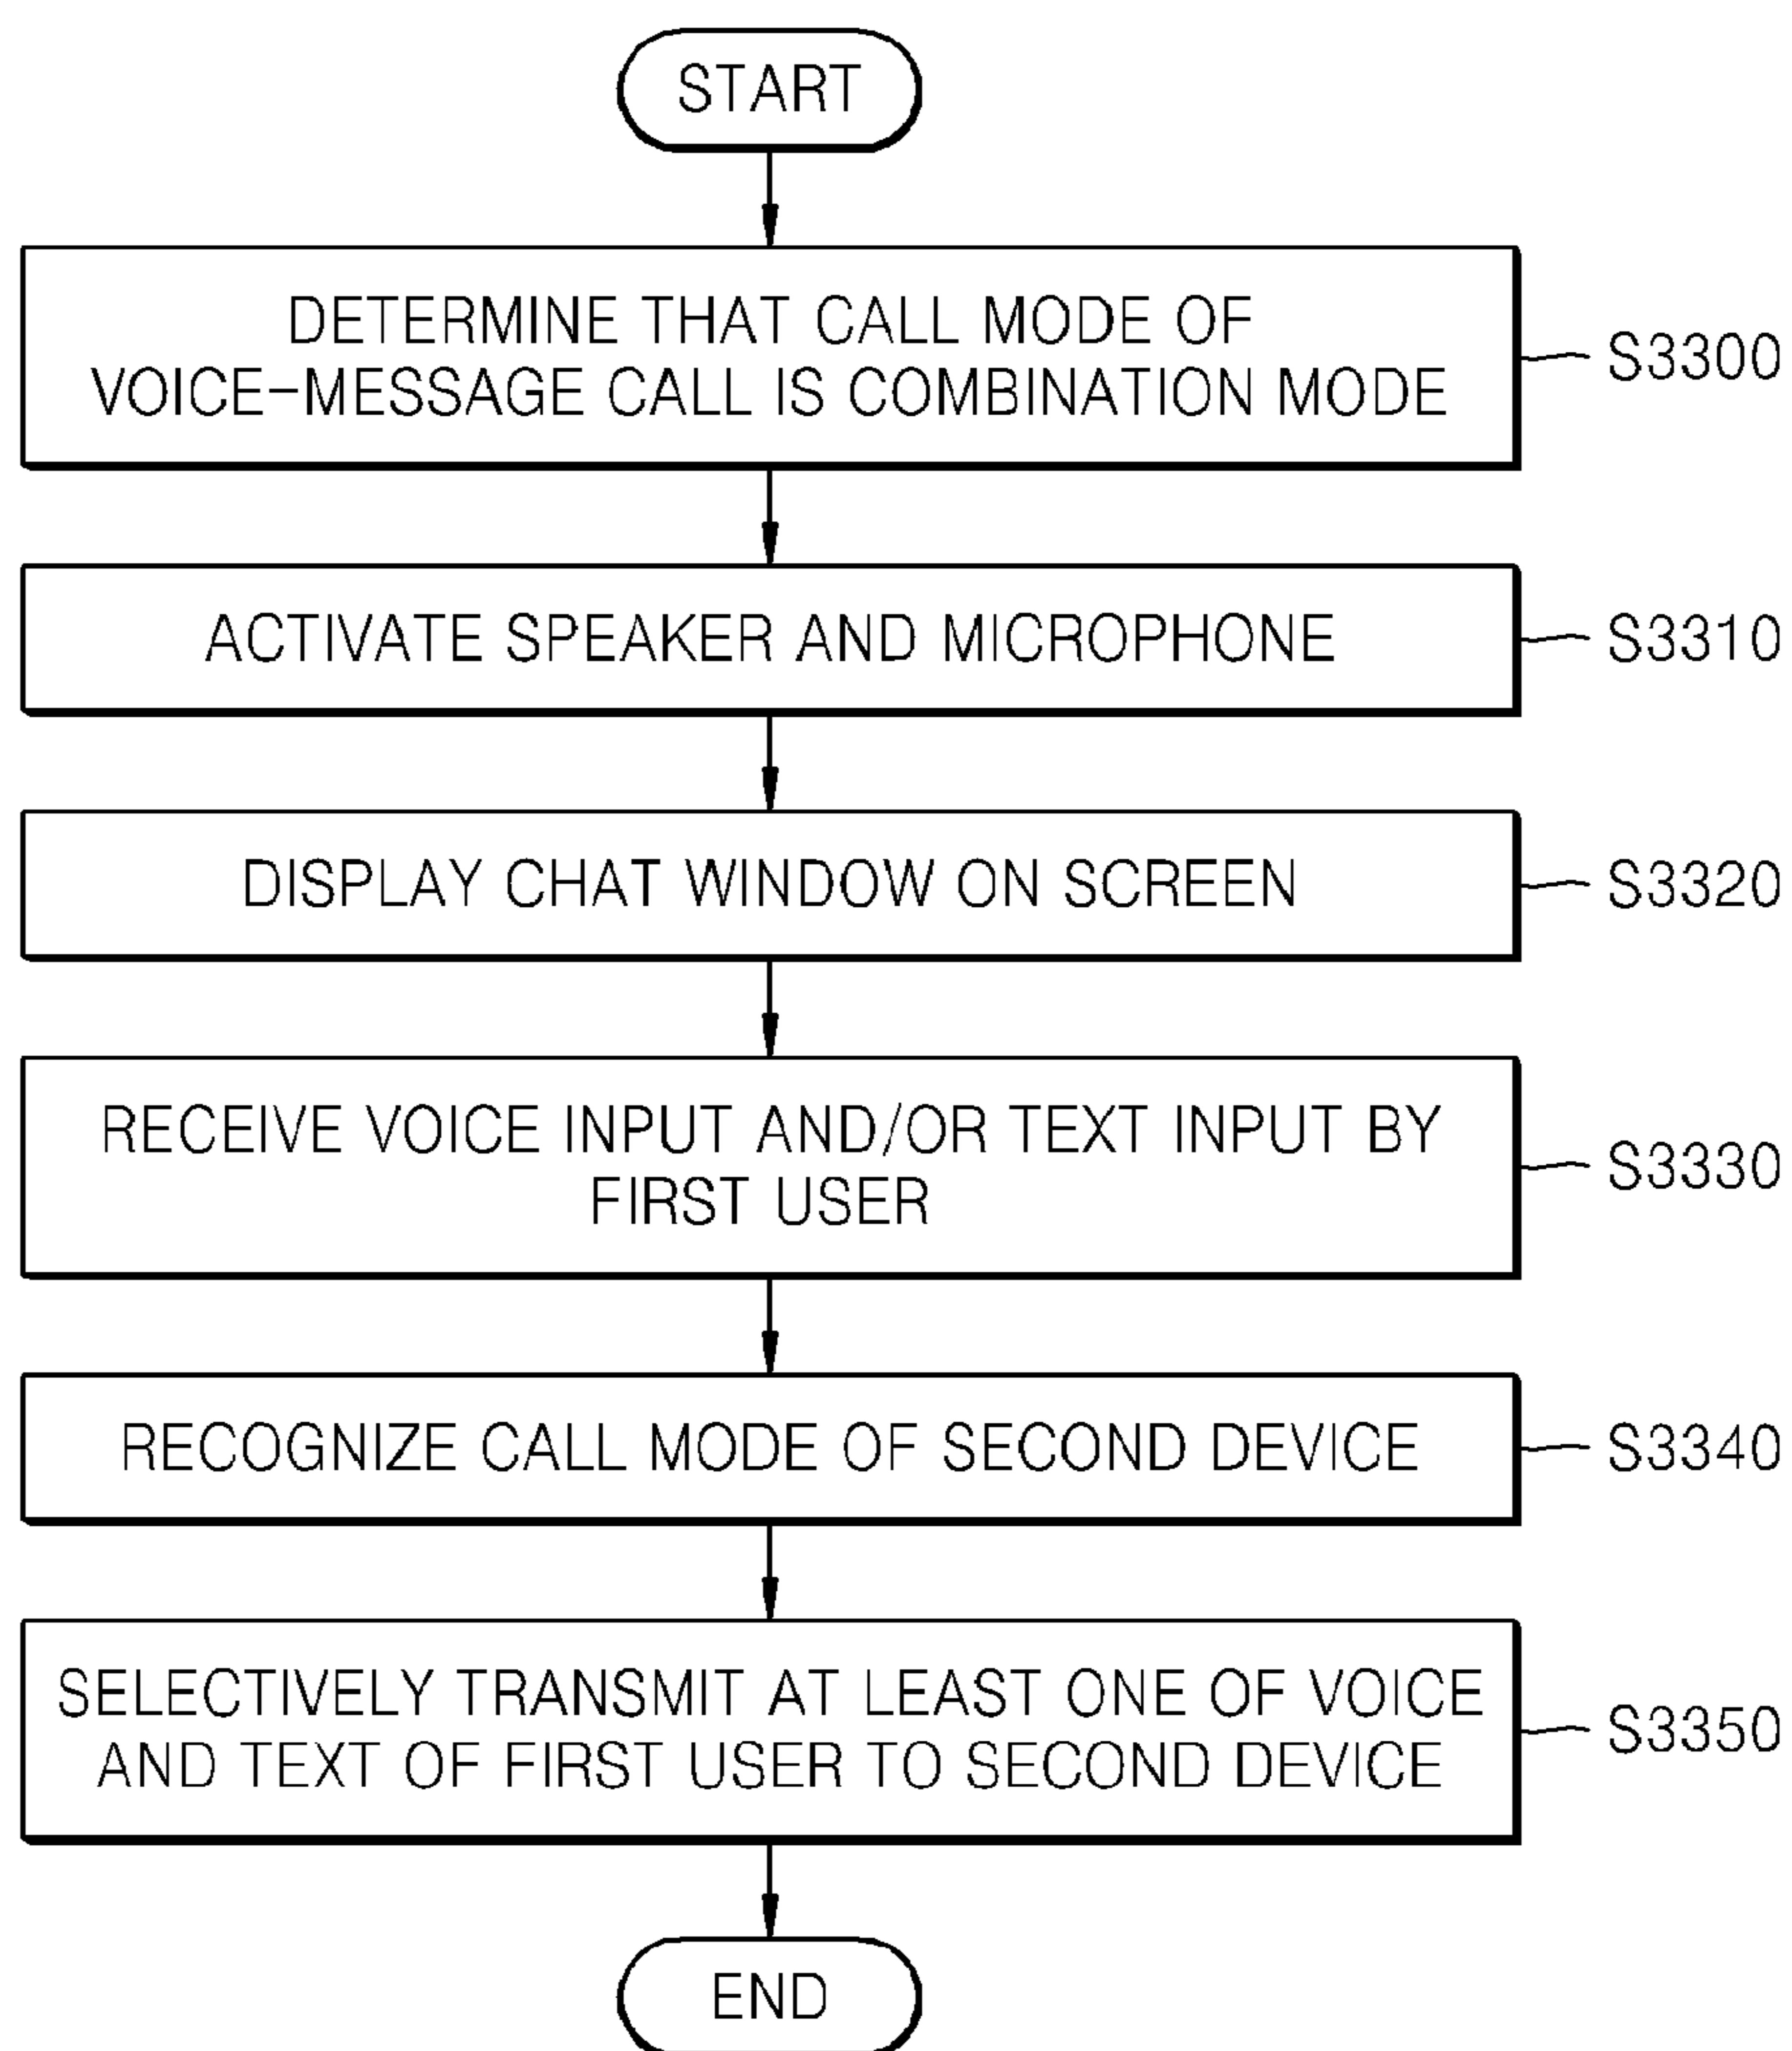 START
DETERMINE THAT CALL MODE OF
VOICE-MESSAGE CALL IS COMBINATION MODE
S3300
ACTIVATE SPEAKER AND MICROPHONE
S3310
DISPLAY CHAT WINDOW ON SCREEN
S3320
RECEIVE VOICE INPUT AND/OR TEXT INPUT BY
FIRST USER
S3330
RECOGNIZE CALL MODE OF SECOND DEVICE
S3340
SELECTIVELY TRANSMIT AT LEAST ONE OF VOICE
AND TEXT OF FIRST USER TO SECOND DEVICE
S3350
END